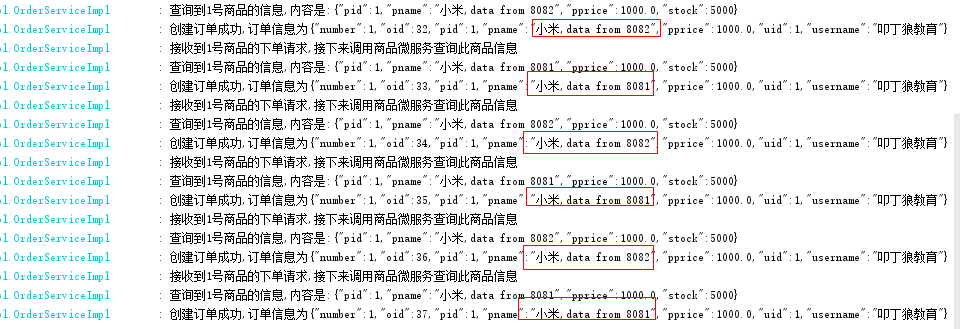 ol.OrderServiceImpl : 查询到1号商品的信息,内容是:{"pid":1,"pname":"小米,data from 8082","pprice":1000.0,"stock":5000}
ol.OrderServiceImpl : 创建订单成功,订单信息为{"number":1,"oid":32,"pid":1,"pname":"小米,data from 8082","pprice":1000.0,"uid":1,"username":"叩丁狼教育"}
ol.OrderServiceImpl : 接收到1号商品的下单请求,接下来调用商品微服务查询此商品信息
ol.OrderServiceImpl : 查询到1号商品的信息,内容是:{"pid":1,"pname":"小米,data from 8081","pprice":1000.0,"stock":5000}
ol.OrderServiceImpl : 创建订单成功,订单信息为{"number":1,"oid":33,"pid":1,"pname":"小米,data from 8081","pprice":1000.0,"uid":1,"username":"叩丁狼教育"}
ol.OrderServiceImpl : 接收到1号商品的下单请求,接下来调用商品微服务查询此商品信息
ol.OrderServiceImpl : 查询到1号商品的信息,内容是:{"pid":1,"pname":"小米,data from 8082","pprice":1000.0,"stock":5000}
ol.OrderServiceImpl : 创建订单成功,订单信息为{"number":1,"oid":34,"pid":1,"pname":"小米,data from 8082","pprice":1000.0,"uid":1,"username":"叩丁狼教育"}
ol.OrderServiceImpl : 接收到1号商品的下单请求,接下来调用商品微服务查询此商品信息
ol.OrderServiceImpl : 查询到1号商品的信息,内容是:{"pid":1,"pname":"小米,data from 8081","pprice":1000.0,"stock":5000}
ol.OrderServiceImpl : 创建订单成功,订单信息为{"number":1,"oid":35,"pid":1,"pname":"小米,data from 8081","pprice":1000.0,"uid":1,"username":"叩丁狼教育"}
ol.OrderServiceImpl : 接收到1号商品的下单请求,接下来调用商品微服务查询此商品信息
ol.OrderServiceImpl : 查询到1号商品的信息,内容是:{"pid":1,"pname":"小米,data from 8082","pprice":1000.0,"stock":5000}
ol.OrderServiceImpl : 创建订单成功,订单信息为{"number":1,"oid":36,"pid":1,"pname":"小米,data from 8082","pprice":1000.0,"uid":1,"username":"叩丁狼教育"}
ol.OrderServiceImpl : 接收到1号商品的下单请求,接下来调用商品微服务查询此商品信息
ol.OrderServiceImpl : 查询到1号商品的信息,内容是:{"pid":1,"pname":"小米,data from 8081","pprice":1000.0,"stock":5000}
ol.OrderServiceImpl : 创建订单成功,订单信息为{"number":1,"oid":37,"pid":1,"pname":"小米,data from 8081","pprice":1000.0,"uid":1,"username":"叩丁狼教育"}